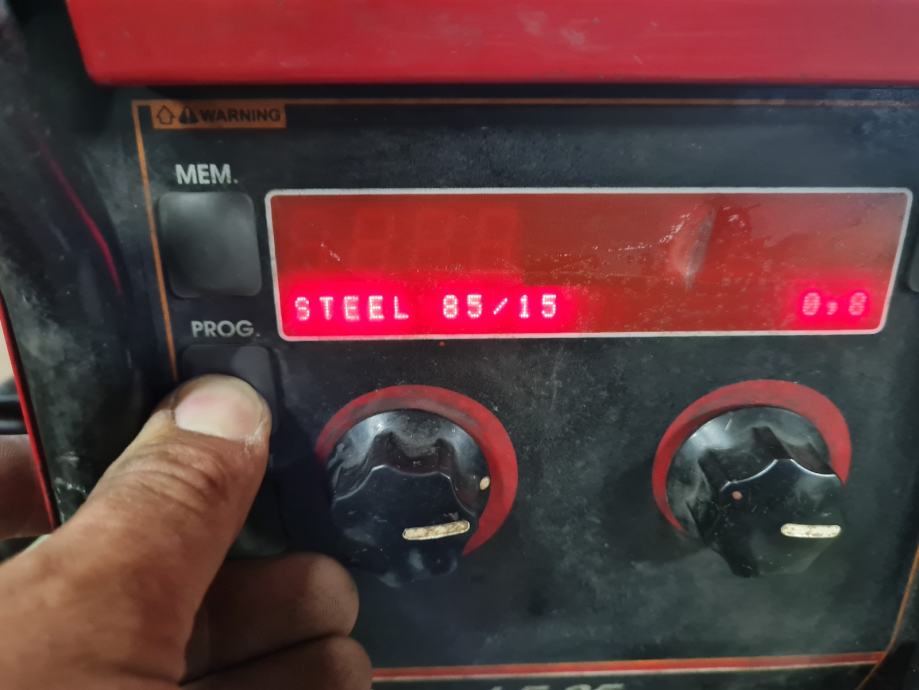 WARNING
MEM.
STEEL 85/15 0,8
PROG.